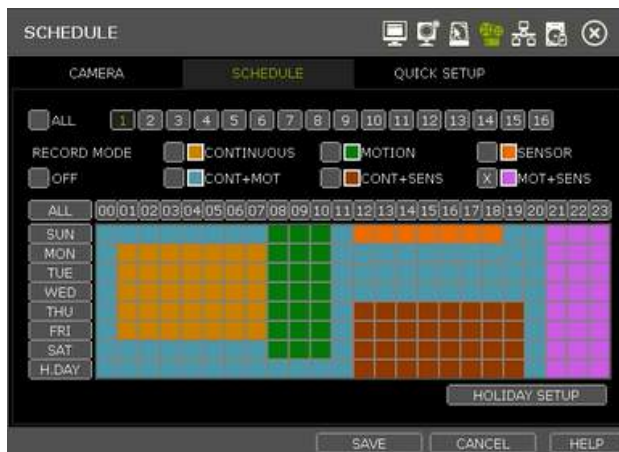 SCHEDULE
CAMERA SCHEDULE QUICK SETUP
ALL 1 2 3 4 5 6 7 8 9 10 11 12 13 14 15 16
RECORD MODE CONTINUOUS MOTION SENSOR
OFF CONT+MOT CONT+SENS X MOT+SENS
ALL 00 01 02 03 04 05 06 07 08 09 10 11 12 13 14 15 16 17 18 19 20 21 22 23
SUN
MON
TUE
WED
THU
FRI
SAT
H.DAY
HOLIDAY SETUP
SAVE CANCEL HELP